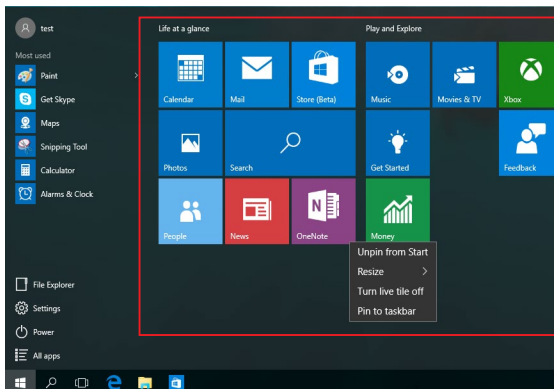 test
Most used
Paint
Get Skype
Maps
Snipping Tool
Calculator
Alarms & Clock
File Explorer
Settings
Power
All apps
Life at a glance
Calendar
Mail
Store (Beta)
Photos
Search
People
News
OneNote
Play and Explore
Music
Movies & TV
Xbox
Get Started
Feedback
Money
Unpin from Start
Resize
Turn live tile off
Pin to taskbar